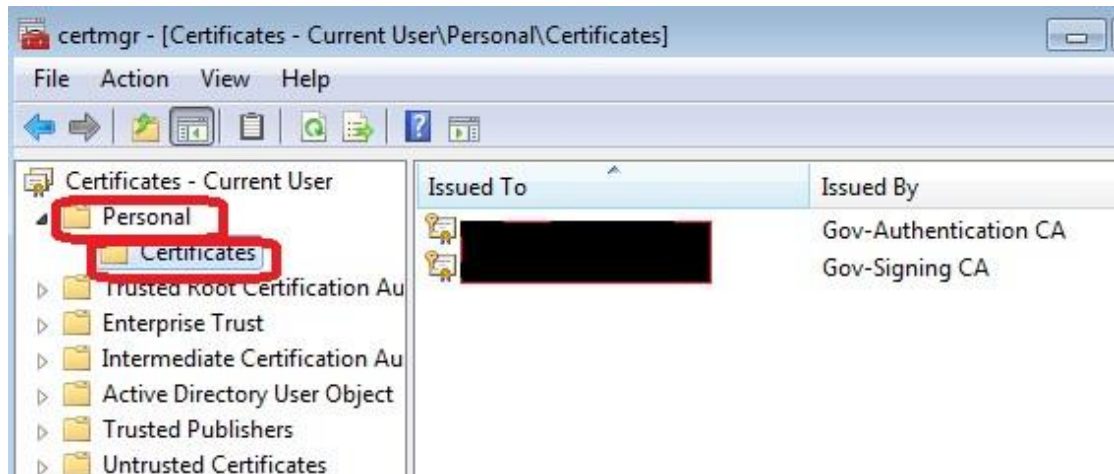 certmgr - [Certificates - Current User\Personal\Certificates]
File Action View Help
Certificates - Current User
Personal
Certificates
Trusted Root Certification Au
Enterprise Trust
Intermediate Certification Au
Active Directory User Object
Trusted Publishers
Untrusted Certificates
Issued To Issued By
Gov-Authentication CA
Gov-Signing CA